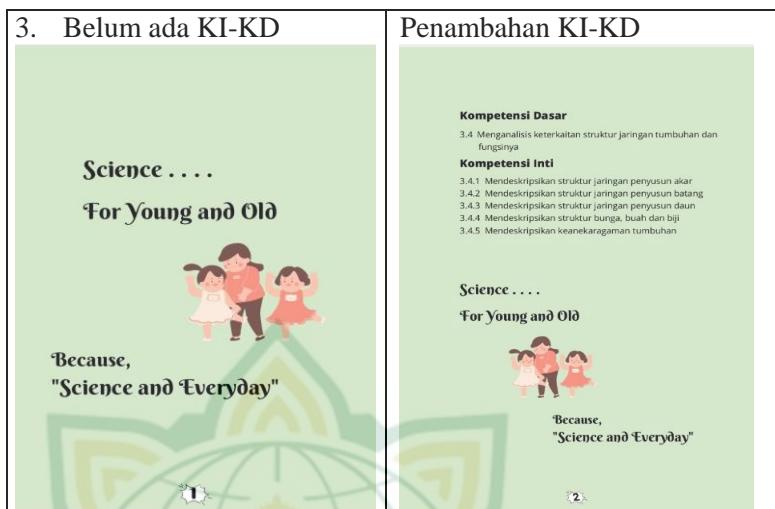 3. Belum ada KI-KD
Penambahan KI-KD
Science . . . .
For Young and Old
Because,
"Science and Everyday"
1
Kompetensi Dasar
3.4 Menganalisis keterkaitan struktur jaringan tumbuhan dan
fungsinya
Kompetensi Inti
3.4.1 Mendeskripsikan struktur jaringan penyusun akar
3.4.2 Mendeskripsikan struktur jaringan penyusun batang
3.4.3 Mendeskripsikan struktur jaringan penyusun daun
3.4.4 Mendeskripsikan struktur bunga, buah dan biji
3.4.5 Mendeskripsikan keanekaragaman tumbuhan
Science . . . .
For Young and Old
Because,
"Science and Everyday"
2